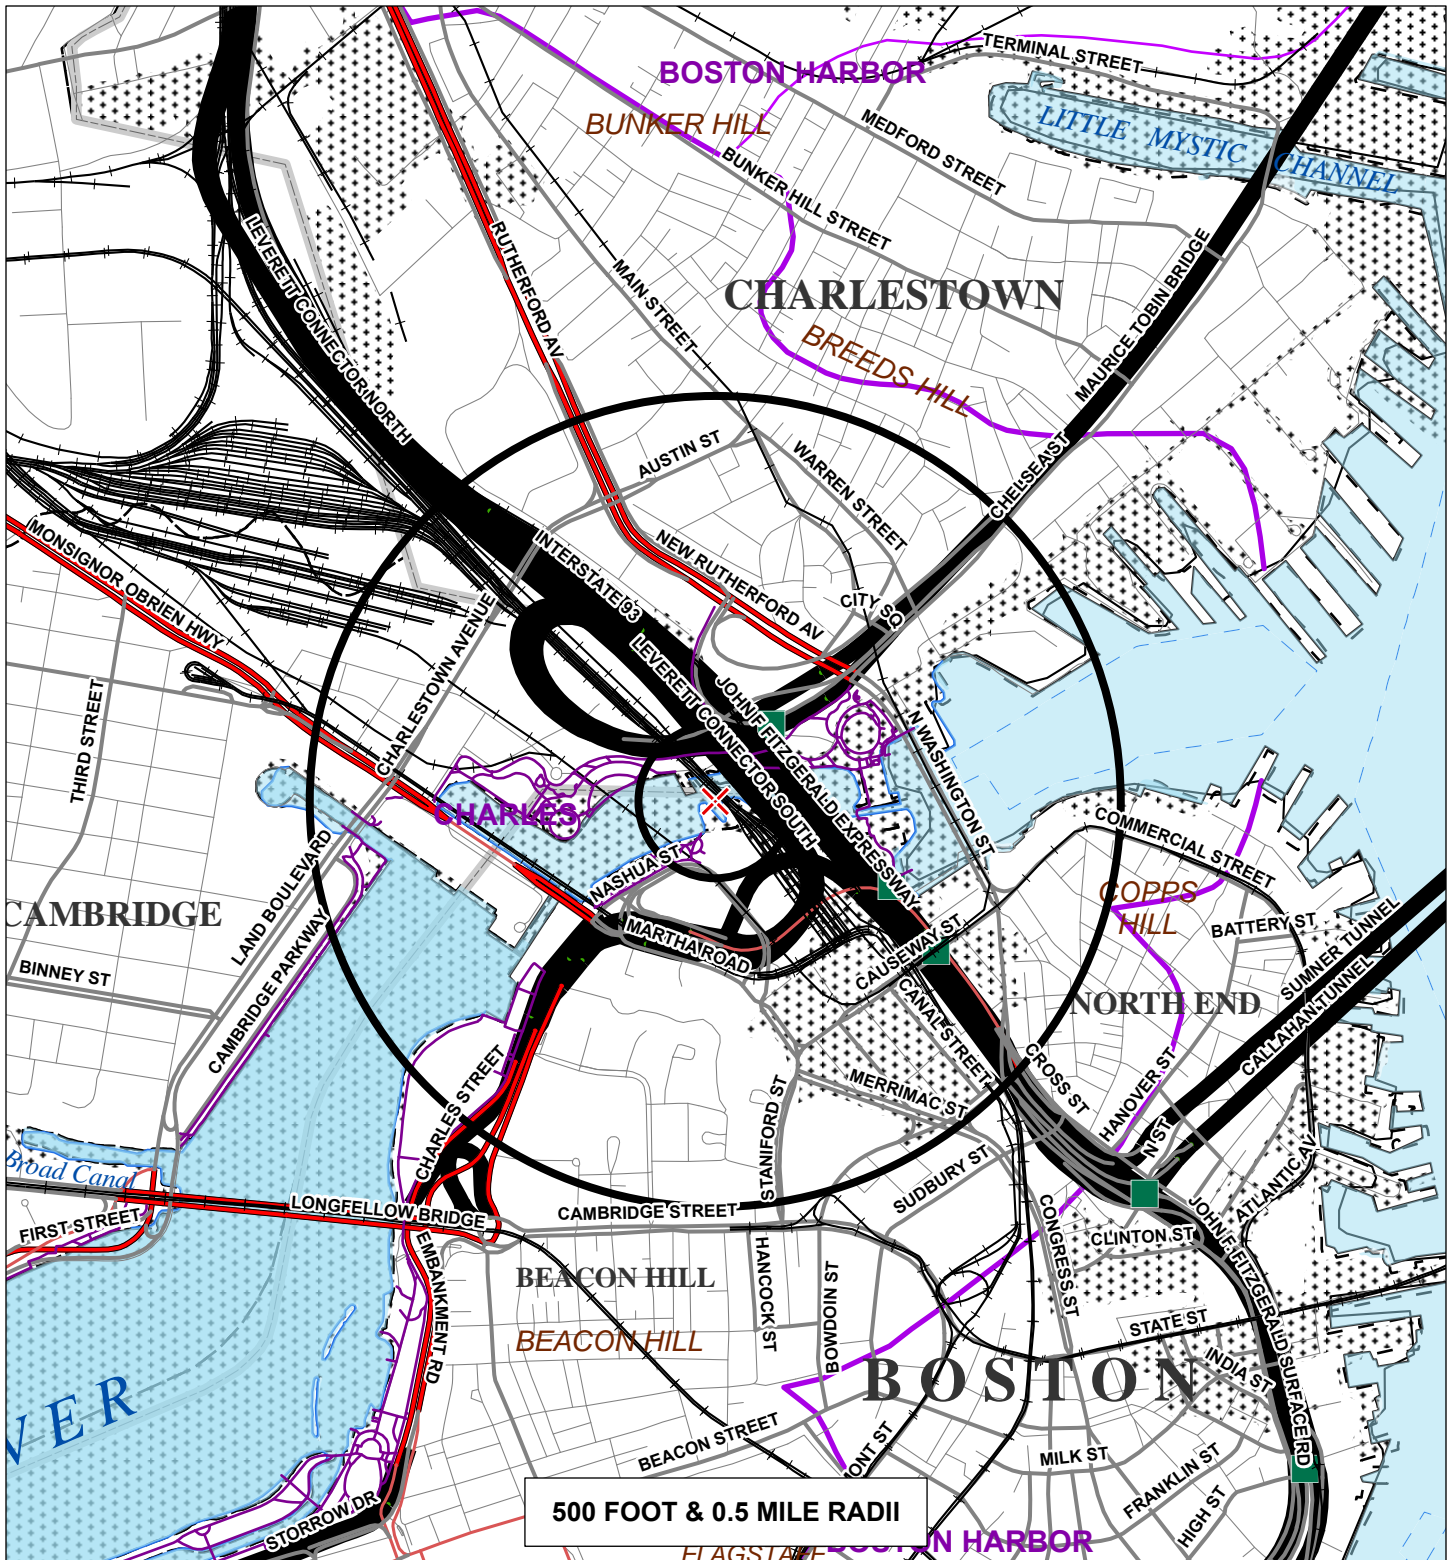 TERMINAL STREET
BOSTON HARBOR
BUNKER HILL
MEDFORD STREET
LITTLE MYSTIC CHANNEL
BUNKER HILL STREET
LEVERETT CONNECTOR NORTH
RUTHERFORD AV
MAIN STREET
CHARLESTOWN
MAURICE TOBIN BRIDGE
BREEDS HILL
AUSTIN ST
WARREN STREET
CHELSEA ST
MONSIGNOR OBRIEN HWY
INTERSTATE 93
NEW RUTHERFORD AV
CITY SQ
CHARLESTOWN AVENUE
LEVERETT CONNECTOR SOUTH
JOHN F FITZGERALD EXPRESSWAY
THIRD STREET
N WASHINGTON ST
CHARLES
COMMERCIAL STREET
NASHUA ST
LAND BOULEVARD
COPPS
HILL
CAMBRIDGE
CAMBRIDGE PARKWAY
MARTHA ROAD
CAUSEWAY ST
BATTERY ST
SUMNER TUNNEL
CALLAHAN TUNNEL
BINNEY ST
CANAL STREET
NORTH END
CHARLES STREET
MERRIMAC ST
CROSS ST
HANOVER ST
STANIFORD ST
N ST
Broad Canal
SUDBURY ST
ATLANTIC A
LONGFELLOW BRIDGE
CAMBRIDGE STREET
FIRST STREET
CONGRESS ST
CLINTON ST
JOHN F FITZGERALD SURFACE RD
EMBANKMENT RD
BEACON HILL
HANCOCK ST
BOWDOIN ST
BEACON HILL
STATE ST
INDIA ST
BOSTON
VER
BEACON STREET
MONT ST
MILK ST
FRANKLIN ST
HIGH ST
STORROW DR
500 FOOT & 0.5 MILE RADII
BOSTON HARBOR
FLAGSTAFF